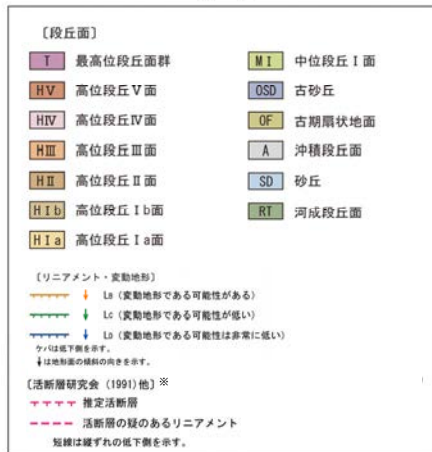 〔段丘面〕
T 最高位段丘面群
HⅤ 高位段丘Ⅴ面
HⅣ 高位段丘Ⅳ面
HⅢ 高位段丘Ⅲ面
HⅡ 高位段丘Ⅱ面
HⅠb 高位段丘Ⅰb面
HⅠa 高位段丘Ⅰa面
MⅠ 中位段丘Ⅰ面
OSD 古砂丘
OF 古期扇状地面
A 沖積段丘面
SD 砂丘
RT 河成段丘面
〔リニアメント・変動地形〕
LB（変動地形である可能性がある）
LC（変動地形である可能性が低い）
LD（変動地形である可能性は非常に低い）
ケバは低下側を示す。
↓は地形面の傾斜の向きを示す。
〔活断層研究会（1991）他〕※
推定活断層
活断層の疑のあるリニアメント
短線は縦ずれの低下側を示す。